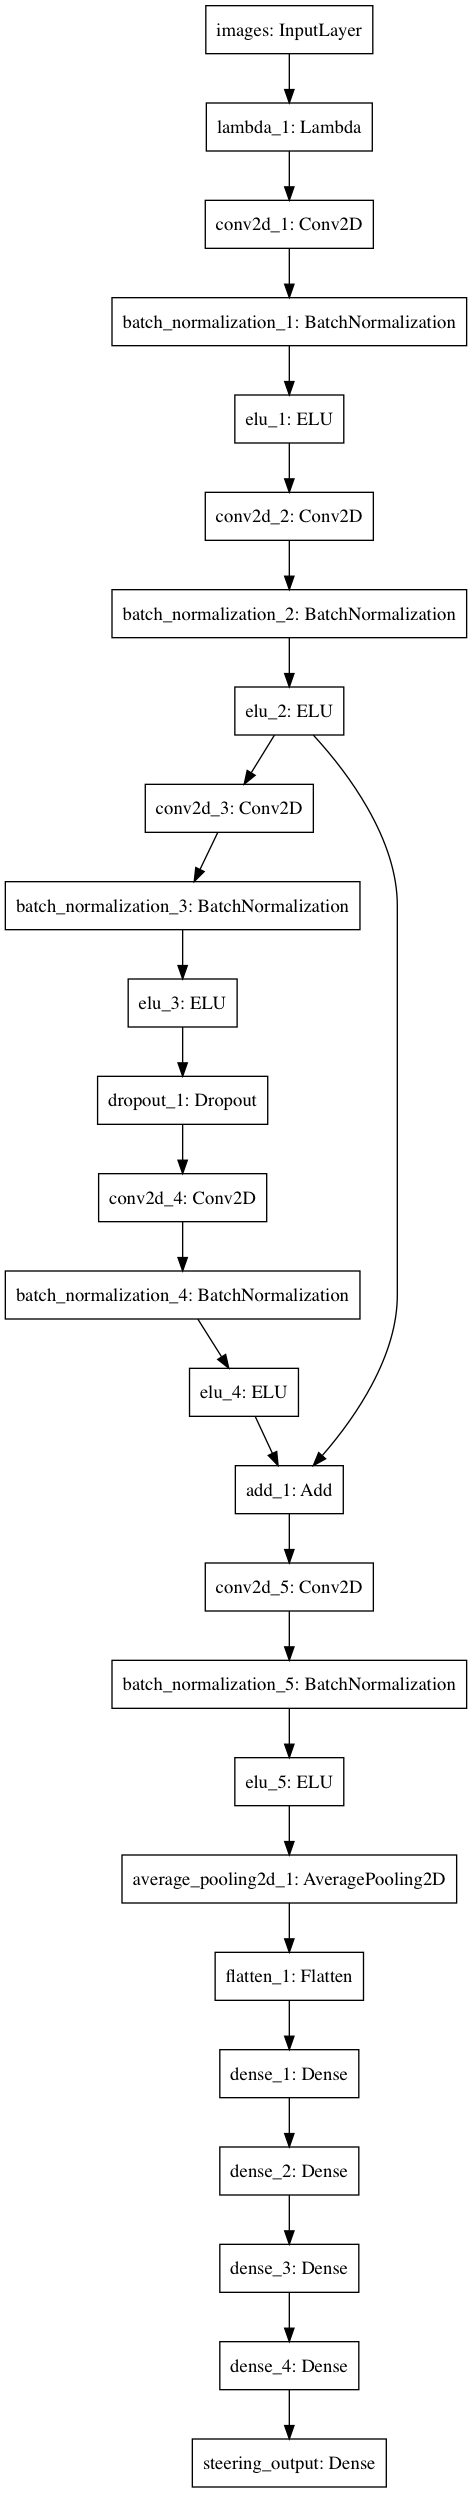 images: InputLayer
lambda_1: Lambda
conv2d_1: Conv2D
batch_normalization_1: BatchNormalization
elu_1: ELU
conv2d_2: Conv2D
batch_normalization_2: BatchNormalization
elu_2: ELU
conv2d_3: Conv2D
batch_normalization_3: BatchNormalization
elu_3: ELU
dropout_1: Dropout
conv2d_4: Conv2D
batch_normalization_4: BatchNormalization
elu_4: ELU
add_1: Add
conv2d_5: Conv2D
batch_normalization_5: BatchNormalization
elu_5: ELU
average_pooling2d_1: AveragePooling2D
flatten_1: Flatten
dense_1: Dense
dense_2: Dense
dense_3: Dense
dense_4: Dense
steering_output: Dense